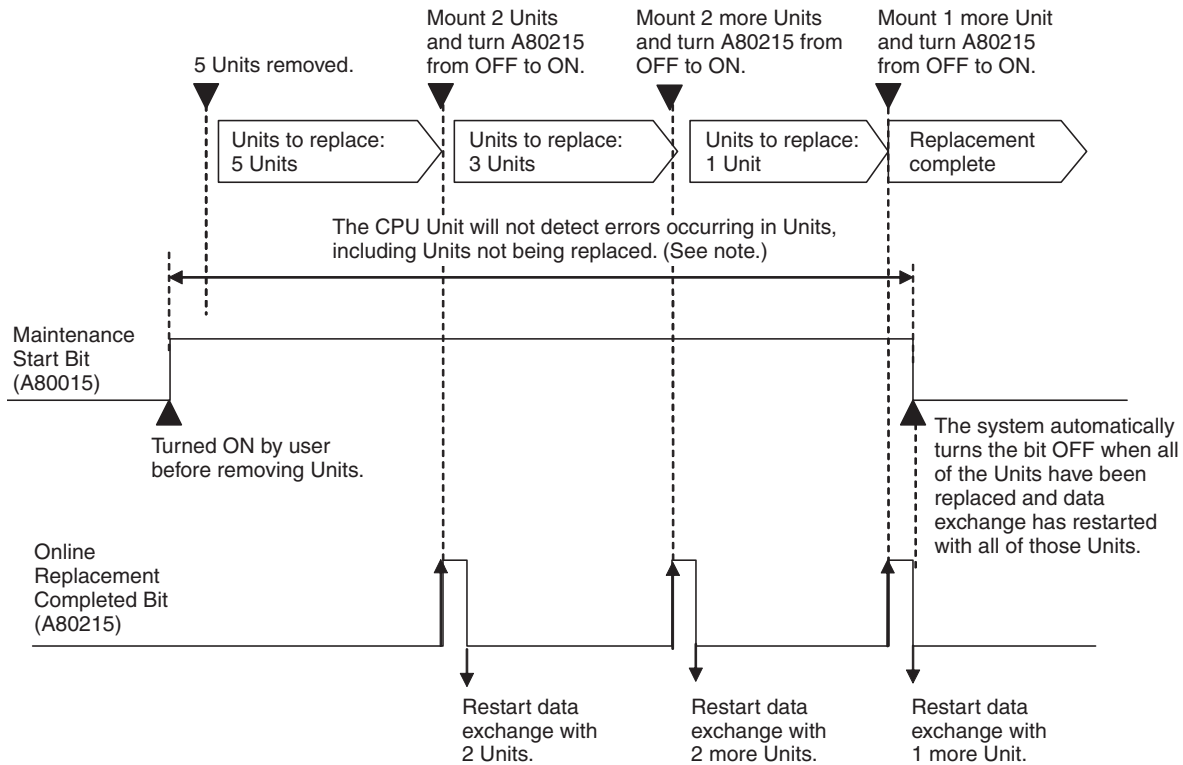 Mount 2 Units
and turn A80215
from OFF to ON.
Mount 2 more Units
and turn A80215 from
OFF to ON.
Mount 1 more Unit
and turn A80215
from OFF to ON.
5 Units removed.
Units to replace:
5 Units
Units to replace:
3 Units
Units to replace:
1 Unit
Replacement
complete
The CPU Unit will not detect errors occurring in Units,
including Units not being replaced. (See note.)
Maintenance
Start Bit
(A80015)
Turned ON by user
before removing Units.
The system automatically
turns the bit OFF when all
of the Units have been
replaced and data
exchange has restarted
with all of those Units.
Online
Replacement
Completed Bit
(A80215)
Restart data
exchange with
2 Units.
Restart data
exchange with
2 more Units.
Restart data
exchange with
1 more Unit.